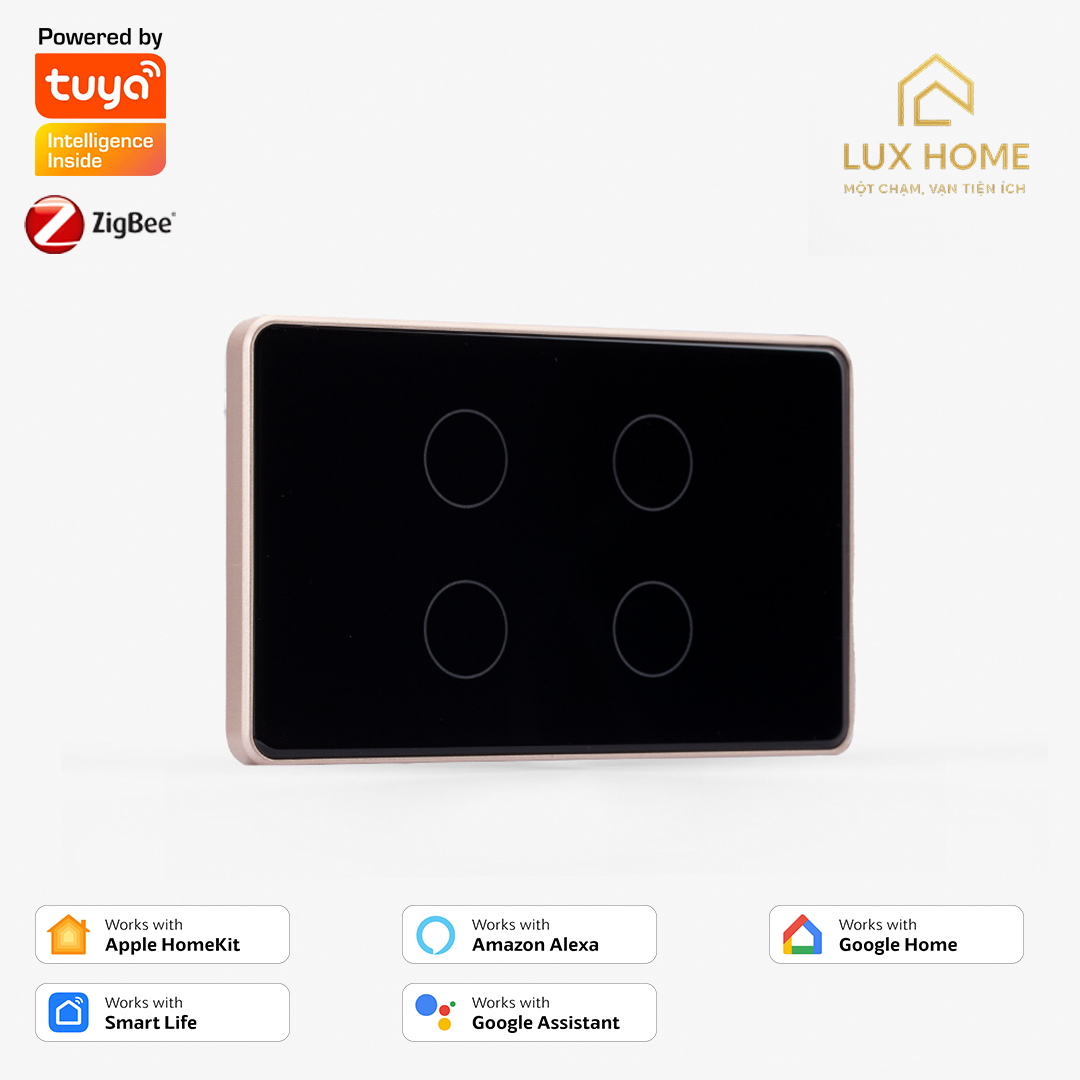 Powered by
tuya
Intelligence
Inside
ZigBee®
LUX HOME
MỘT CHẠM, VẠN TIỆN ÍCH
Works with
Apple HomeKit
Works with
Amazon Alexa
Works with
Google Home
Works with
Smart Life
Works with
Google Assistant